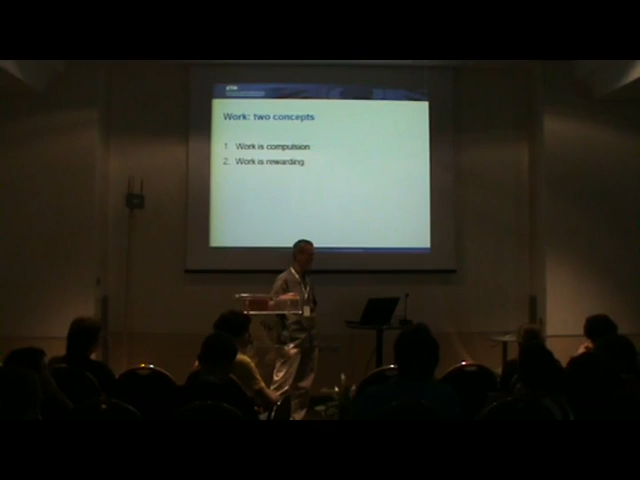 Work: two concepts
1. Work is compulsion
2. Work is rewarding